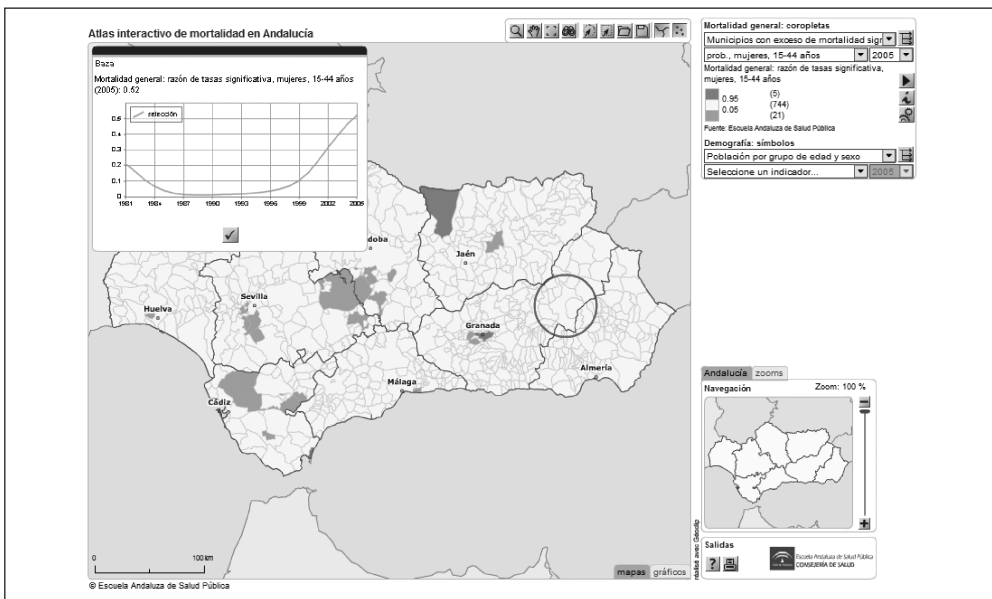 Atlas interactivo de mortalidad en Andalucía
Baza
Mortalidad general: razón de tasas significativa, mujeres, 15-44 años
(2005): 0.52
selección
0.5
0.4
0.3
0.2
0.1
0
1981 1984 1987 1990 1993 1996 1999 2002 2005
Jaén
Sevilla
Huelva
Granada
Almería
Málaga
Cádiz
0 100 km
mapas gráficos
© Escuela Andaluza de Salud Pública
Mortalidad general: coropletas
Municipios con exceso de mortalidad sigr
prob., mujeres, 15-44 años 2005
Mortalidad general: razón de tasas significativa,
mujeres, 15-44 años
(5)
0.95
(744)
0.05
(21)
Fuente: Escuela Andaluza de Salud Pública
Demografía: símbolos
Población por grupo de edad y sexo
Seleccione un indicador... 2005
Andalucía zooms
Navegación Zoom: 100 %
Salidas
?
Escuela Andaluza de Salud Pública
CONSEJERÍA DE SALUD